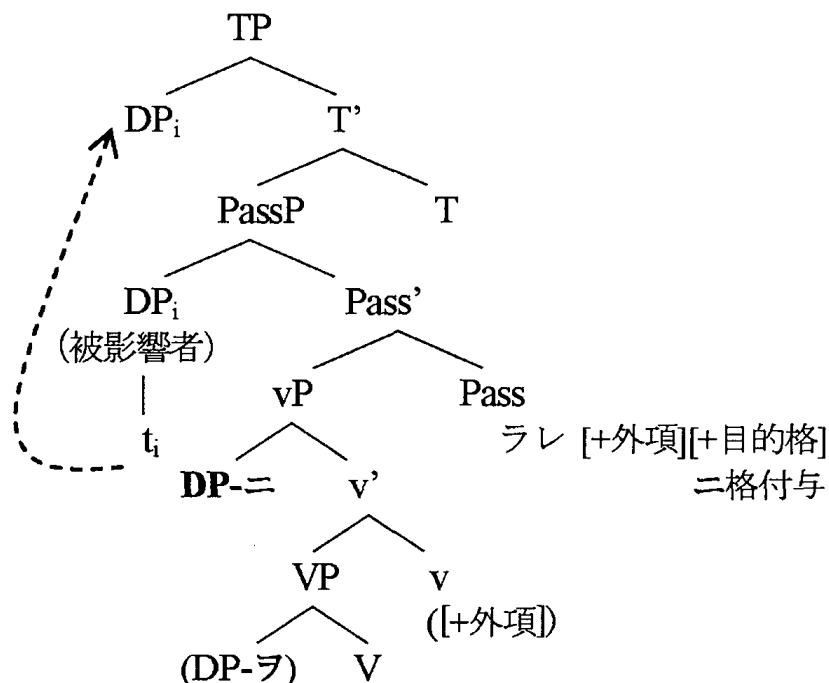 TP
DPi T’
PassP T
DPi Pass’
(被影響者)
vP Pass
ti ラレ [+外項][+目的格]
DP-ニ v’ ニ格付与
VP v
([+外項])
(DP-ヲ) V